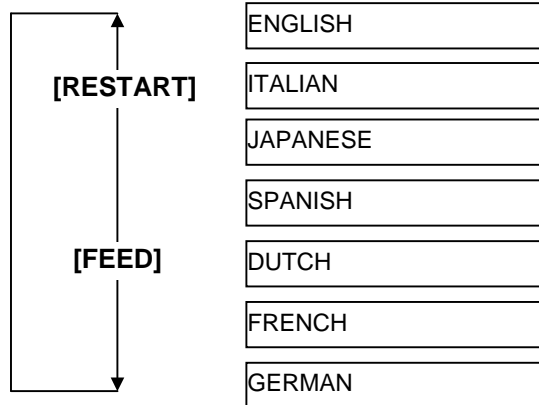 ENGLISH
[RESTART]
ITALIAN
JAPANESE
SPANISH
[FEED]
DUTCH
FRENCH
GERMAN